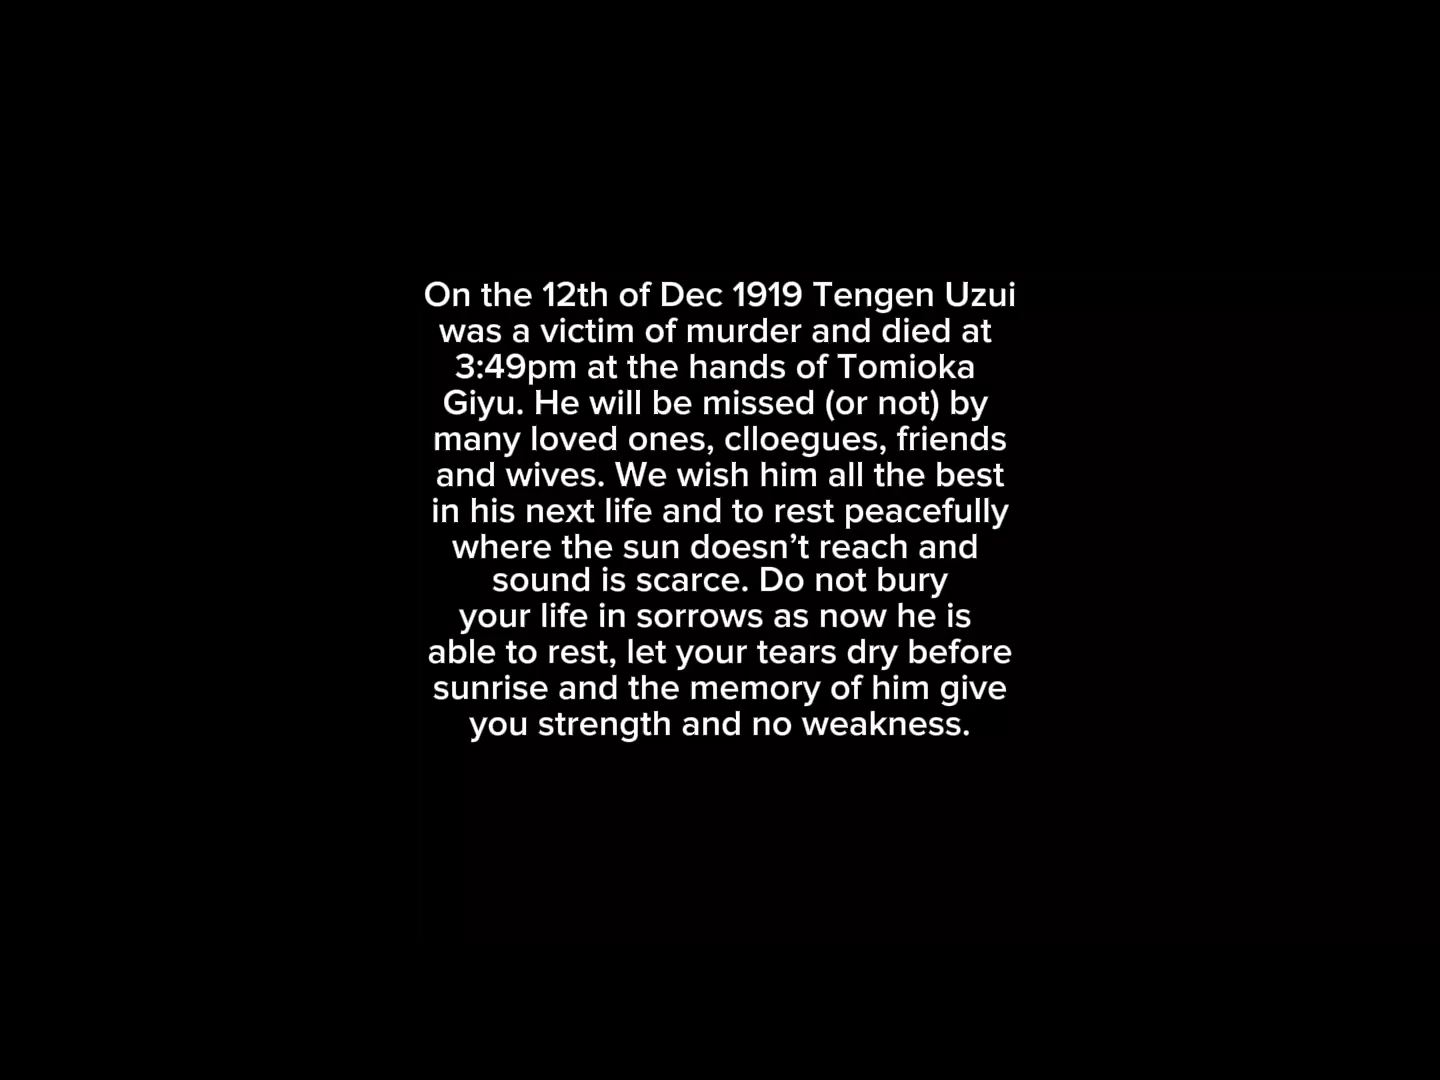 On the 12th of Dec 1919 Tengen Uzui
was a victim of murder and died at
3:49pm at the hands of Tomioka
Giyu. He will be missed (or not) by
many loved ones, clloegues, friends
and wives. We wish him all the best
in his next life and to rest peacefully
where the sun doesn’t reach and
sound is scarce. Do not bury
your life in sorrows as now he is
able to rest, let your tears dry before
sunrise and the memory of him give
you strength and no weakness.